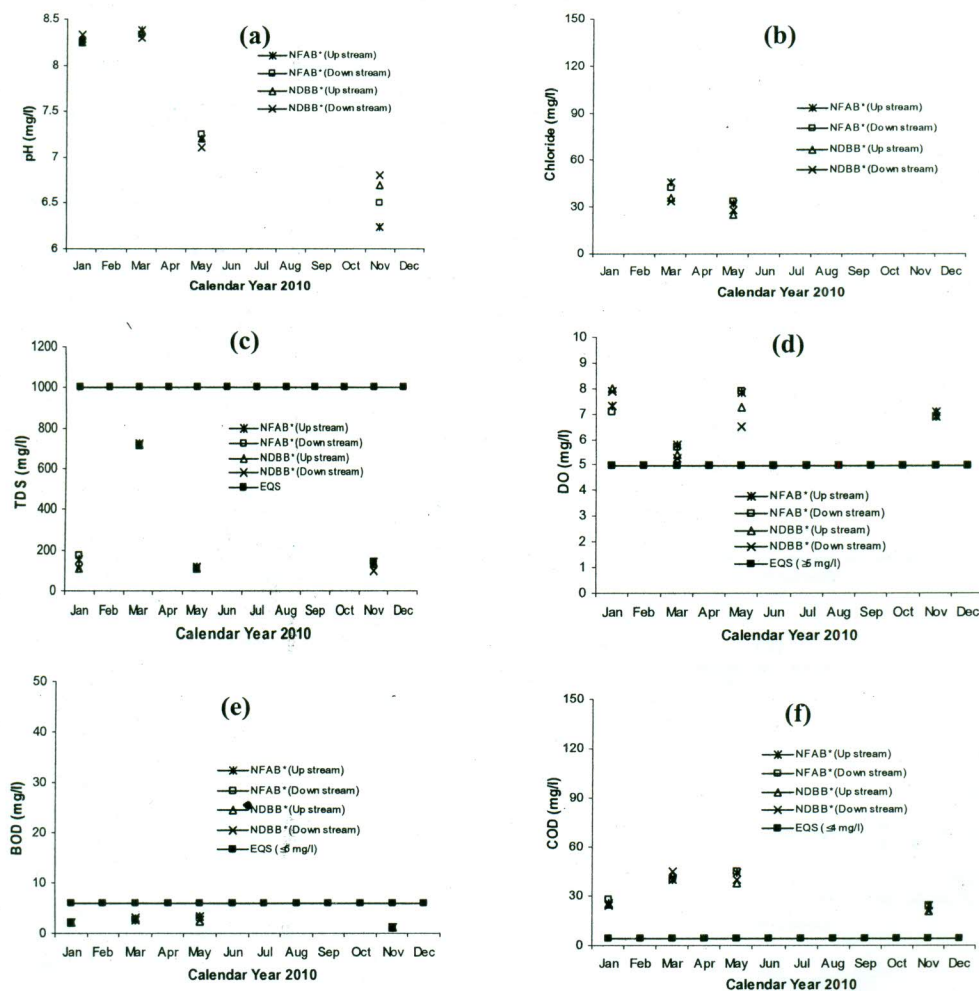 (a)
8.5
8
7.5
7
6.5
6
pH (mg/l)
NFAB*(Up stream)
NFAB*(Down stream)
NDBB*(Up stream)
NDBB*(Down stream)
Jan Feb Mar Apr May Jun Jul Aug Sep Oct Nov Dec
Calendar Year 2010
(b)
150
120
90
60
30
0
Chloride (mg/l)
NFAB*(Up stream)
NFAB*(Down stream)
NDBB*(Up stream)
NDBB*(Down stream)
Jan Feb Mar Apr May Jun Jul Aug Sep Oct Nov Dec
Calendar Year 2010
(c)
1200
1000
800
600
400
200
0
TDS (mg/l)
NFAB*(Up stream)
NFAB*(Down stream)
NDBB*(Up stream)
NDBB*(Down stream)
EQS
Jan Feb Mar Apr May Jun Jul Aug Sep Oct Nov Dec
Calendar Year 2010
(d)
10
9
8
7
6
5
4
3
2
1
0
DO (mg/l)
NFAB*(Up stream)
NFAB*(Down stream)
NDBB*(Up stream)
NDBB*(Down stream)
EQS (≥5 mg/l)
Jan Feb Mar Apr May Jun Jul Aug Sep Oct Nov Dec
Calendar Year 2010
(e)
50
40
30
20
10
0
BOD (mg/l)
NFAB*(Up stream)
NFAB*(Down stream)
NDBB*(Up stream)
NDBB*(Down stream)
EQS (≤6 mg/l)
Jan Feb Mar Apr May Jun Jul Aug Sep Oct Nov Dec
Calendar Year 2010
(f)
150
120
90
60
30
0
COD (mg/l)
NFAB*(Up stream)
NFAB*(Down stream)
NDBB*(Up stream)
NDBB*(Down stream)
EQS (≤4 mg/l)
Jan Feb Mar Apr May Jun Jul Aug Sep Oct Nov Dec
Calendar Year 2010